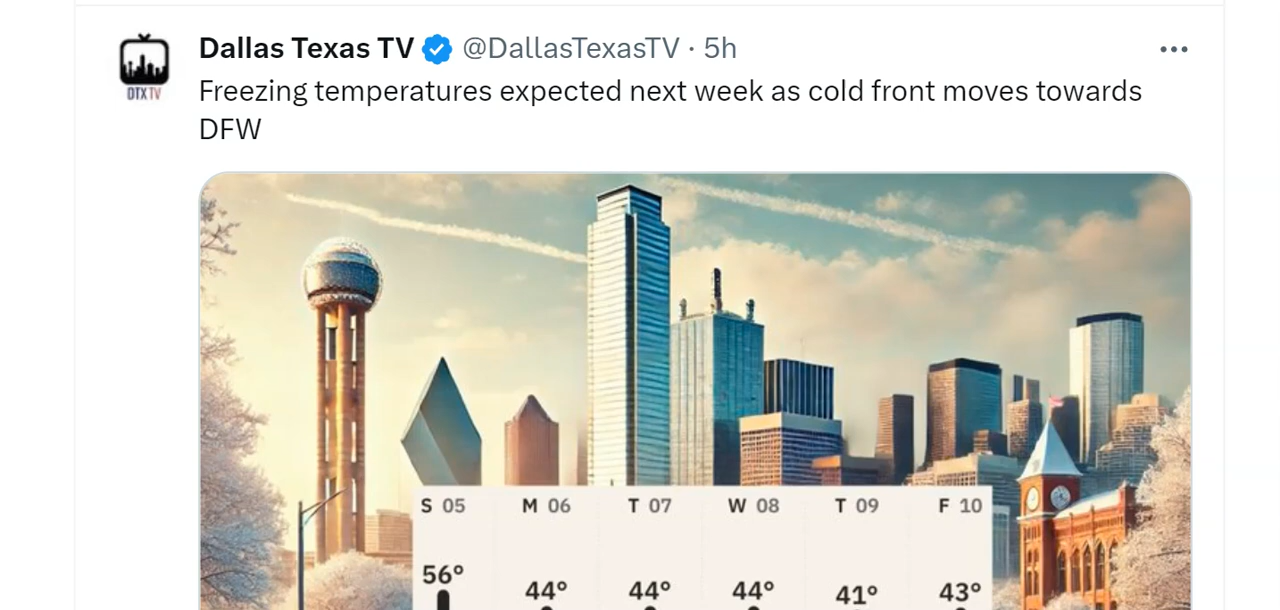 Dallas Texas TV @DallasTexasTV · 5h
Freezing temperatures expected next week as cold front moves towards
DFW
DTXTV
S 05 M 06 T 07 W 08 T 09 F 10
56° 44° 44° 44° 41° 43°